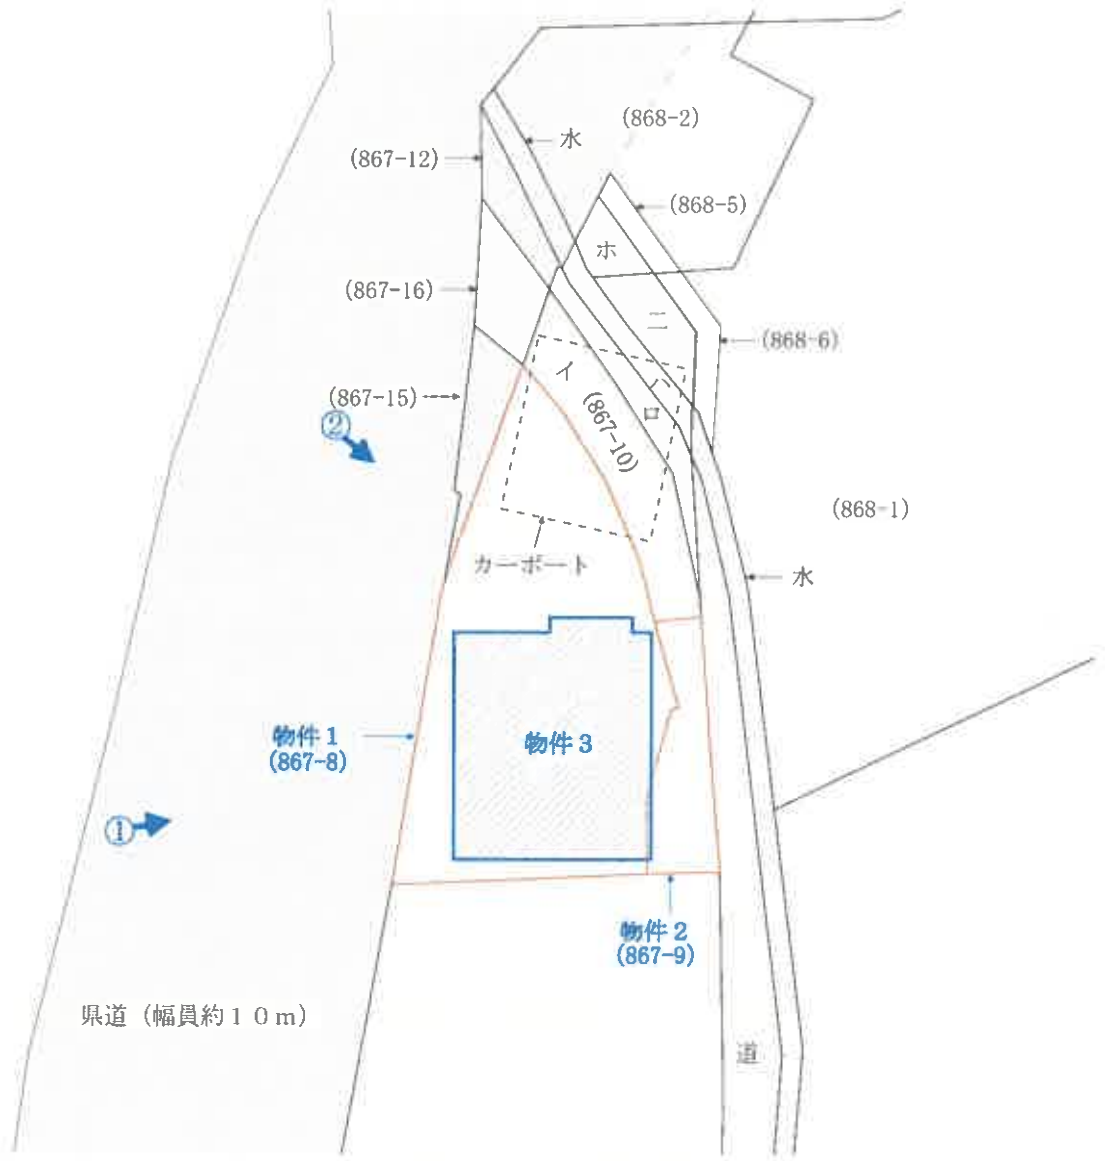 (868-2)
水
(867-12)
(868-5)
ホ
(867-16)
ニ
(868-6)
イ
(867-10)
(867-15)
ハ
ロ
②
(868-1)
カーポート
水
物件1
(867-8)
物件3
①
物件2
(867-9)
県道（幅員約10m）
道